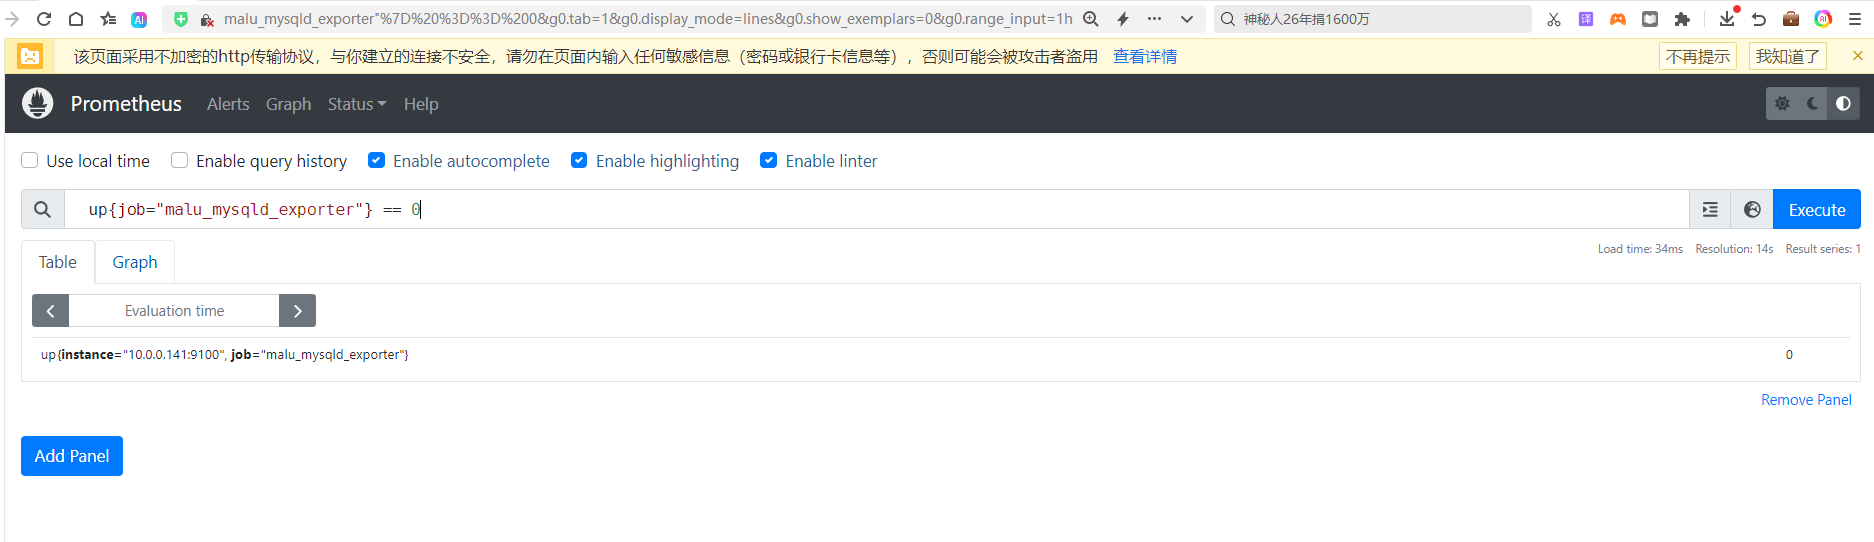 malu_mysqld_exporter"%7D%20%3D%3D%200&g0.tab=1&g0.display_mode=lines&g0.show_exemplars=0&g0.range_input=1h
神秘人26年捐1600万
该页面采用不加密的http传输协议，与你建立的连接不安全，请勿在页面内输入任何敏感信息（密码或银行卡信息等），否则可能会被攻击者盗用 查看详情 不再提示 我知道了
Prometheus Alerts Graph Status Help
Use local time Enable query history Enable autocomplete Enable highlighting Enable linter
up{job="malu_mysqld_exporter"} == 0 Execute
Table Graph Load time: 34ms Resolution: 14s Result series: 1
Evaluation time
up{instance="10.0.0.141:9100", job="malu_mysqld_exporter"} 0
Remove Panel
Add Panel